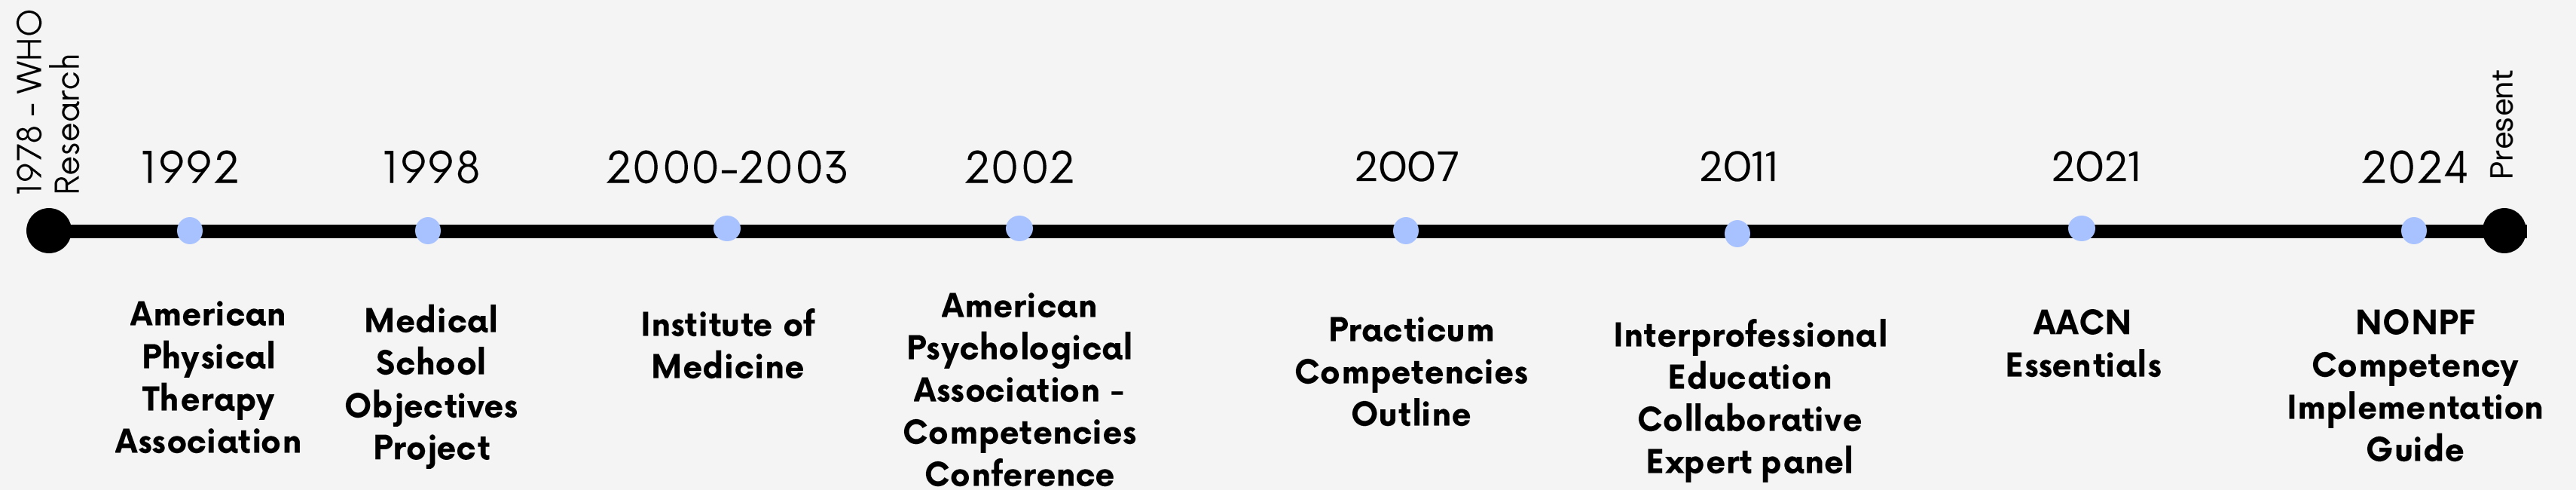 1978 - WHO
Research
1992
American
Physical
Therapy
Association
1998
Medical
School
Objectives
Project
2000-2003
Institute of
Medicine
2002
American
Psychological
Association -
Competencies
Conference
2007
Practicum
Competencies
Outline
2011
Interprofessional
Education
Collaborative
Expert panel
2021
AACN
Essentials
2024
NONPF
Competency
Implementation
Guide
Present